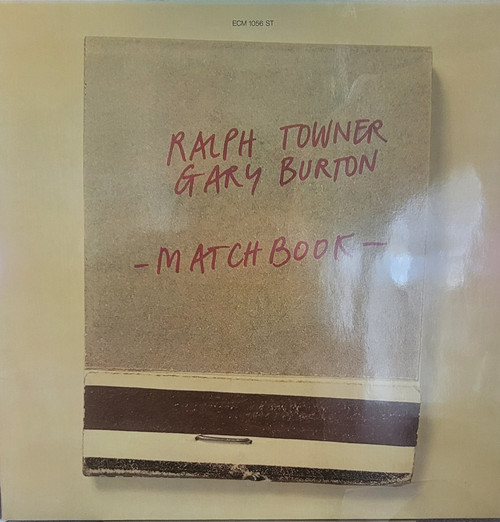 ECM 1056 ST
RALPH TOWNER
GARY BURTON
- MATCHBOOK -